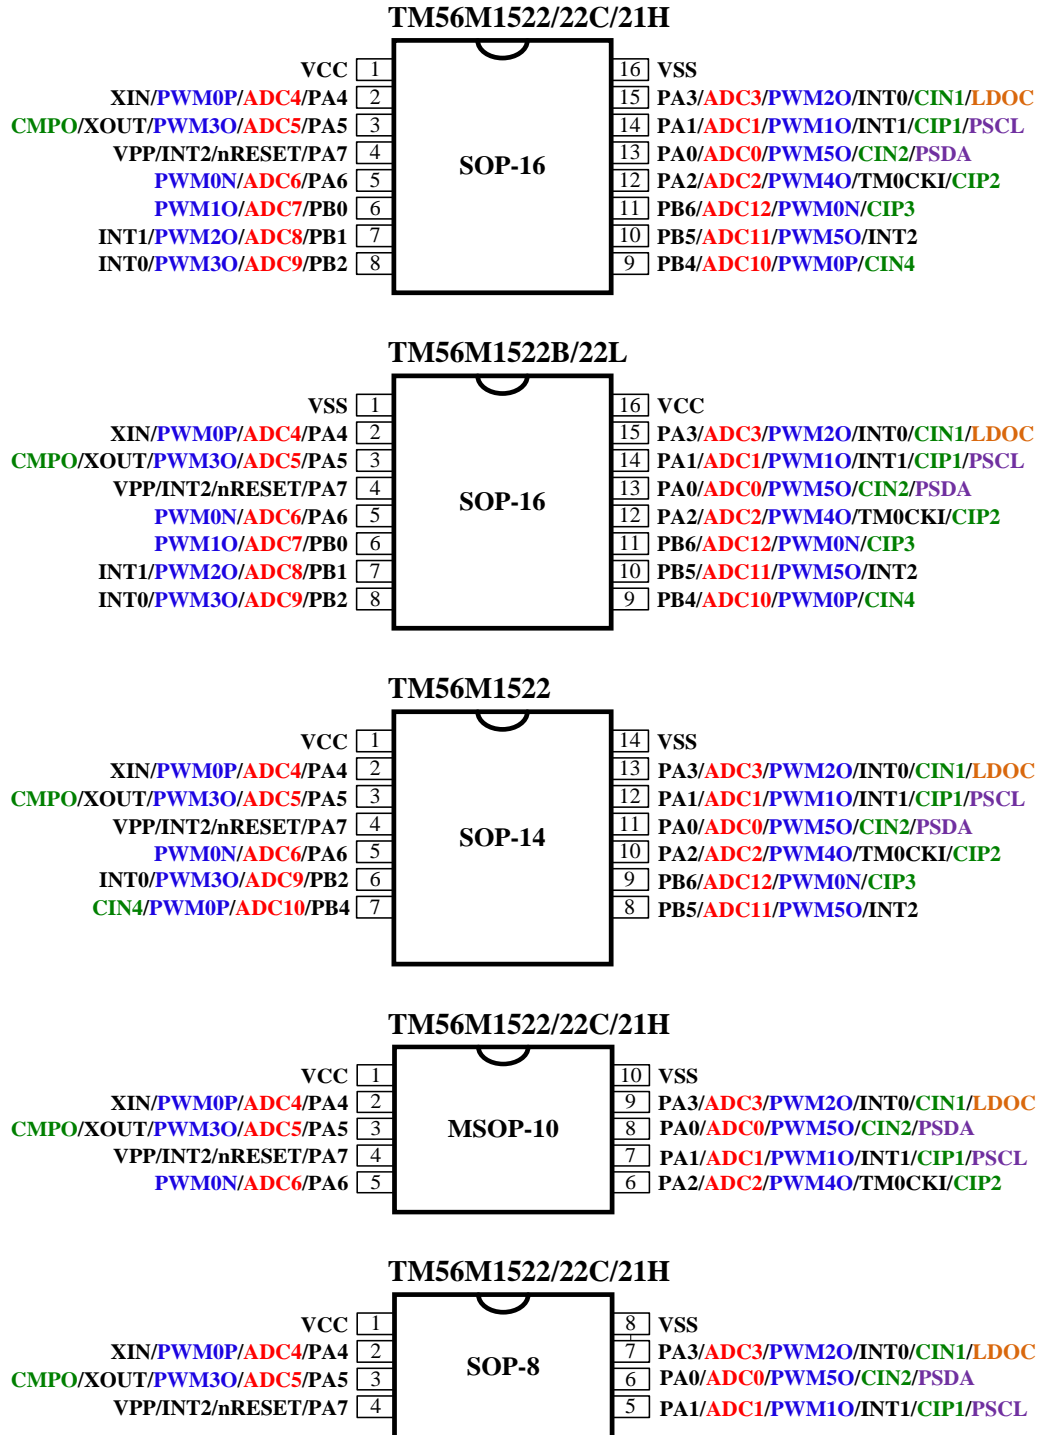 TM56M1522/22C/21H
VCC 1 16 VSS
XIN/PWM0P/ADC4/PA4 2 15 PA3/ADC3/PWM2O/INT0/CIN1/LDOC
CMPO/XOUT/PWM3O/ADC5/PA5 3 14 PA1/ADC1/PWM1O/INT1/CIP1/PSCL
VPP/INT2/nRESET/PA7 4 SOP-16 13 PA0/ADC0/PWM5O/CIN2/PSDA
PWM0N/ADC6/PA6 5 12 PA2/ADC2/PWM4O/TM0CKI/CIP2
PWM1O/ADC7/PB0 6 11 PB6/ADC12/PWM0N/CIP3
INT1/PWM2O/ADC8/PB1 7 10 PB5/ADC11/PWM5O/INT2
INT0/PWM3O/ADC9/PB2 8 9 PB4/ADC10/PWM0P/CIN4
TM56M1522B/22L
VSS 1 16 VCC
XIN/PWM0P/ADC4/PA4 2 15 PA3/ADC3/PWM2O/INT0/CIN1/LDOC
CMPO/XOUT/PWM3O/ADC5/PA5 3 14 PA1/ADC1/PWM1O/INT1/CIP1/PSCL
VPP/INT2/nRESET/PA7 4 SOP-16 13 PA0/ADC0/PWM5O/CIN2/PSDA
PWM0N/ADC6/PA6 5 12 PA2/ADC2/PWM4O/TM0CKI/CIP2
PWM1O/ADC7/PB0 6 11 PB6/ADC12/PWM0N/CIP3
INT1/PWM2O/ADC8/PB1 7 10 PB5/ADC11/PWM5O/INT2
INT0/PWM3O/ADC9/PB2 8 9 PB4/ADC10/PWM0P/CIN4
TM56M1522
VCC 1 14 VSS
XIN/PWM0P/ADC4/PA4 2 13 PA3/ADC3/PWM2O/INT0/CIN1/LDOC
CMPO/XOUT/PWM3O/ADC5/PA5 3 12 PA1/ADC1/PWM1O/INT1/CIP1/PSCL
VPP/INT2/nRESET/PA7 4 SOP-14 11 PA0/ADC0/PWM5O/CIN2/PSDA
PWM0N/ADC6/PA6 5 10 PA2/ADC2/PWM4O/TM0CKI/CIP2
INT0/PWM3O/ADC9/PB2 6 9 PB6/ADC12/PWM0N/CIP3
CIN4/PWM0P/ADC10/PB4 7 8 PB5/ADC11/PWM5O/INT2
TM56M1522/22C/21H
VCC 1 10 VSS
XIN/PWM0P/ADC4/PA4 2 9 PA3/ADC3/PWM2O/INT0/CIN1/LDOC
CMPO/XOUT/PWM3O/ADC5/PA5 3 MSOP-10 8 PA0/ADC0/PWM5O/CIN2/PSDA
VPP/INT2/nRESET/PA7 4 7 PA1/ADC1/PWM1O/INT1/CIP1/PSCL
PWM0N/ADC6/PA6 5 6 PA2/ADC2/PWM4O/TM0CKI/CIP2
TM56M1522/22C/21H
VCC 1 8 VSS
XIN/PWM0P/ADC4/PA4 2 7 PA3/ADC3/PWM2O/INT0/CIN1/LDOC
CMPO/XOUT/PWM3O/ADC5/PA5 3 SOP-8 6 PA0/ADC0/PWM5O/CIN2/PSDA
VPP/INT2/nRESET/PA7 4 5 PA1/ADC1/PWM1O/INT1/CIP1/PSCL